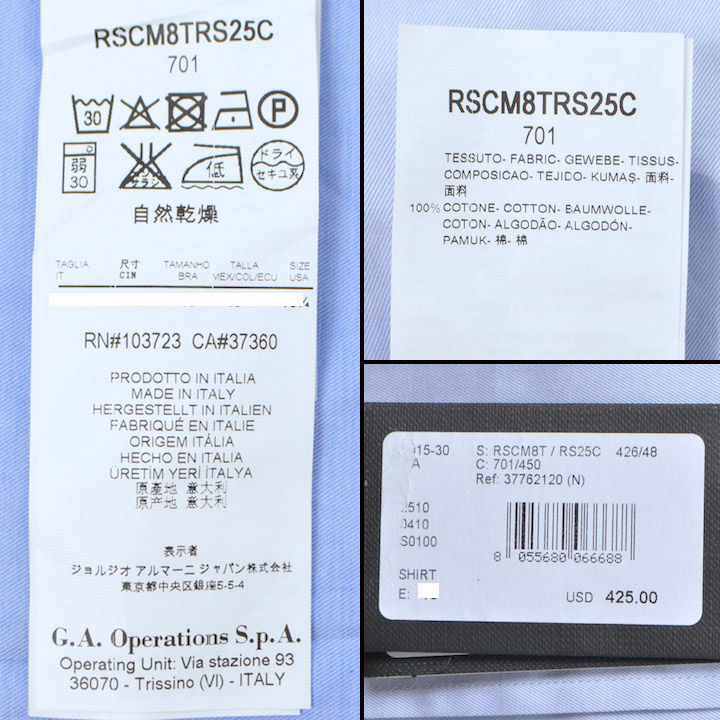 RSCM8TRS25C
701
30
P
弱
30
低
ドライ
セキユ系
自然乾燥
TAGLIA 尺寸 TAMANHO TALLA SIZE
IT CIN BRA MEX/COL/ECU USA
RN#103723 CA#37360
PRODOTTO IN ITALIA
MADE IN ITALY
HERGESTELLT IN ITALIEN
FABRIQUÉ EN ITALIE
ORIGEM ITÁLIA
HECHO EN ITALIA
ÜRETİM YERİ İTALYA
原產地 意大利
原产地 意大利
表示者
ジョルジオ アルマーニ ジャパン株式会社
東京都中央区銀座5-5-4
G.A. Operations S.p.A.
Operating Unit: Via stazione 93
36070 - Trissino (VI) - ITALY
RSCM8TRS25C
701
TESSUTO- FABRIC- GEWEBE- TISSUS-
COMPOSICAO- TEJIDO- KUMAŞ- 面料-
面料
100% COTONE- COTTON- BAUMWOLLE-
COTON- ALGODÃO- ALGODÓN-
PAMUK- 棉- 棉
15-30 S: RSCM8T / RS25C 426/48
A C: 701/450
Ref: 37762120 (N)
510
0410
S0100
8 055680 066688
SHIRT
E:
USD 425.00